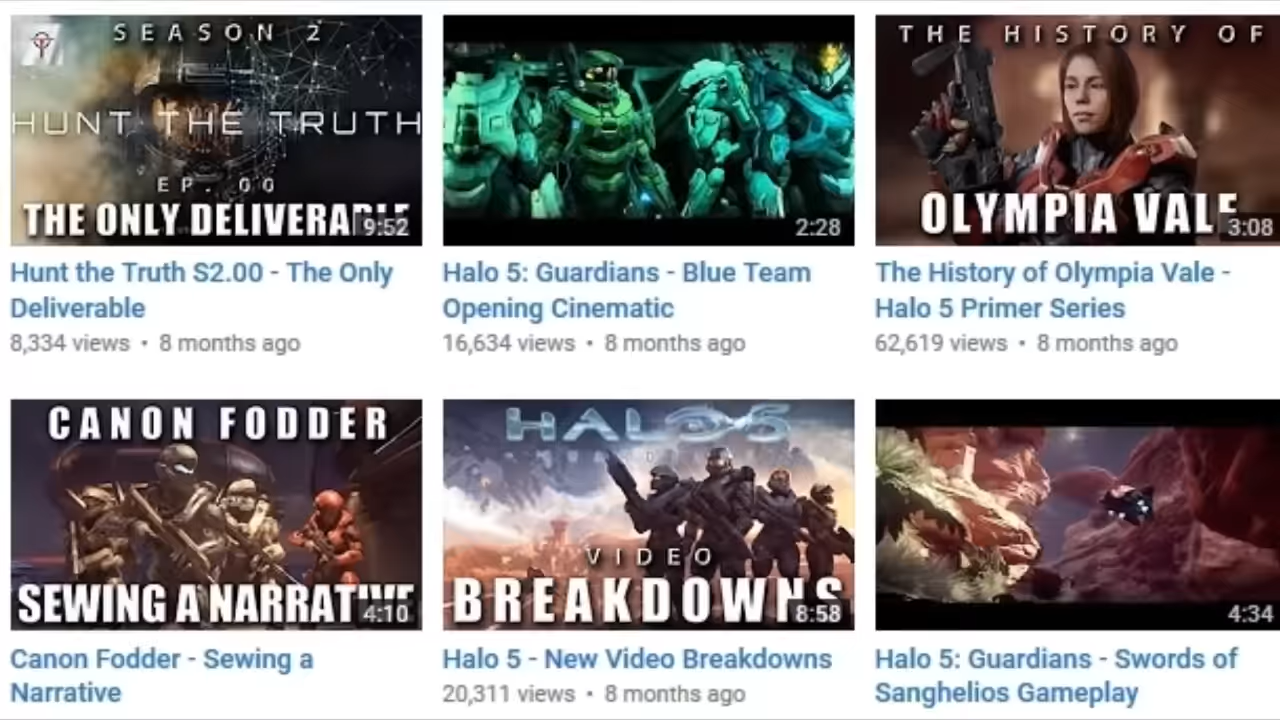 SEASON 2
HUNT THE TRUTH
EP. 00
THE ONLY DELIVERABLE
9:52
2:28
THE HISTORY OF
OLYMPIA VALE
3:08
Hunt the Truth S2.00 - The Only
Deliverable
8,334 views • 8 months ago
Halo 5: Guardians - Blue Team
Opening Cinematic
16,634 views • 8 months ago
The History of Olympia Vale -
Halo 5 Primer Series
62,619 views • 8 months ago
CANON FODDER
SEWING A NARRATIVE
4:10
HALO 5
VIDEO
BREAKDOWNS
8:58
4:34
Canon Fodder - Sewing a
Narrative
Halo 5 - New Video Breakdowns
20,311 views • 8 months ago
Halo 5: Guardians - Swords of
Sanghelios Gameplay